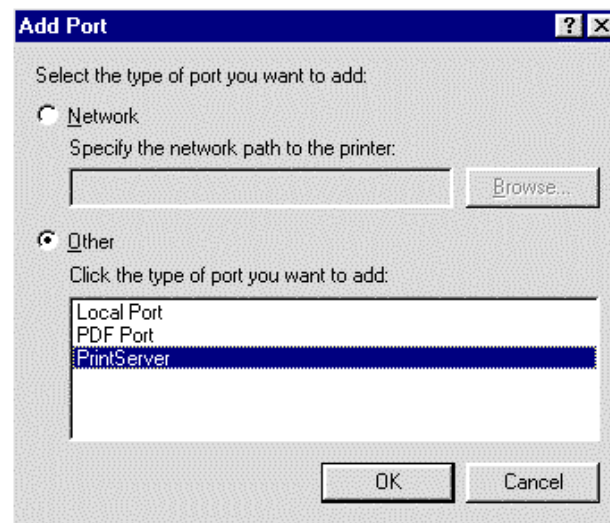 Add Port
Select the type of port you want to add:
Network
Specify the network path to the printer:
Browse...
Other
Click the type of port you want to add:
Local Port
PDF Port
PrintServer
OK Cancel